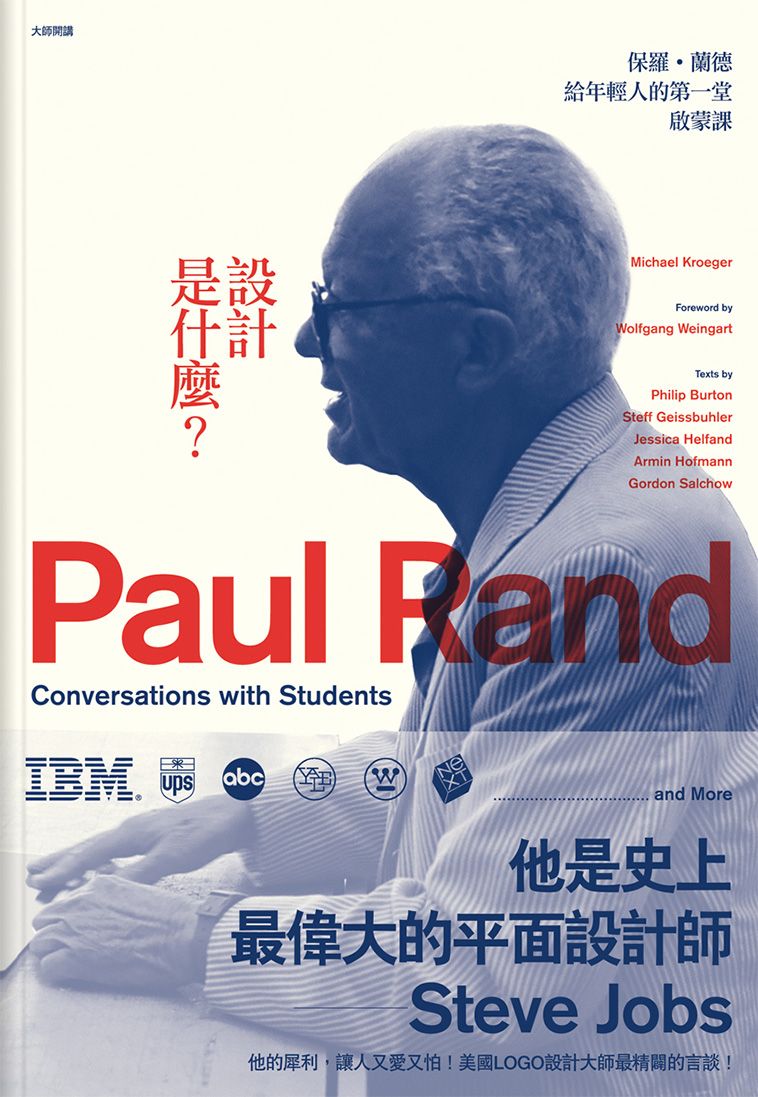 大師開講
保羅・蘭德
給年輕人的第一堂
啟蒙課
設計
是什麼？
Michael Kroeger
Foreword by
Wolfgang Weingart
Texts by
Philip Burton
Steff Geissbuhler
Jessica Helfand
Armin Hofmann
Gordon Salchow
Paul Rand
Conversations with Students
IBM® ups abc YALE W NeXT ................................... and More
他是史上
最偉大的平面設計師
——Steve Jobs
他的犀利，讓人又愛又怕！美國LOGO設計大師最精闢的言談！